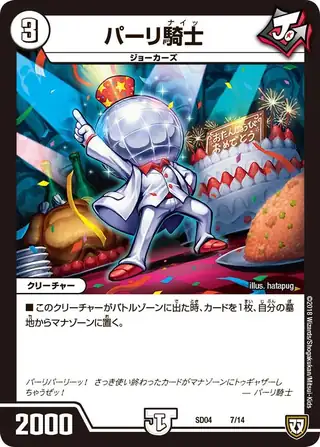 3
パーリ騎士
ナイッ
ジョーカーズ
J
おたんじょうび
おめでとう
クリーチャー
illus. hatapug
■このクリーチャーがバトルゾーンに出た時、カードを1枚、自分の墓
地からマナゾーンに置く。
パーリパーリーッ! さっき使い終わったカードがマナゾーンにトゥギャザーし
ちゃうゼッ! — パーリ騎士
2000
SD04 7/14
©2018 Wizards/Shogakukan/Mitsui-Kids